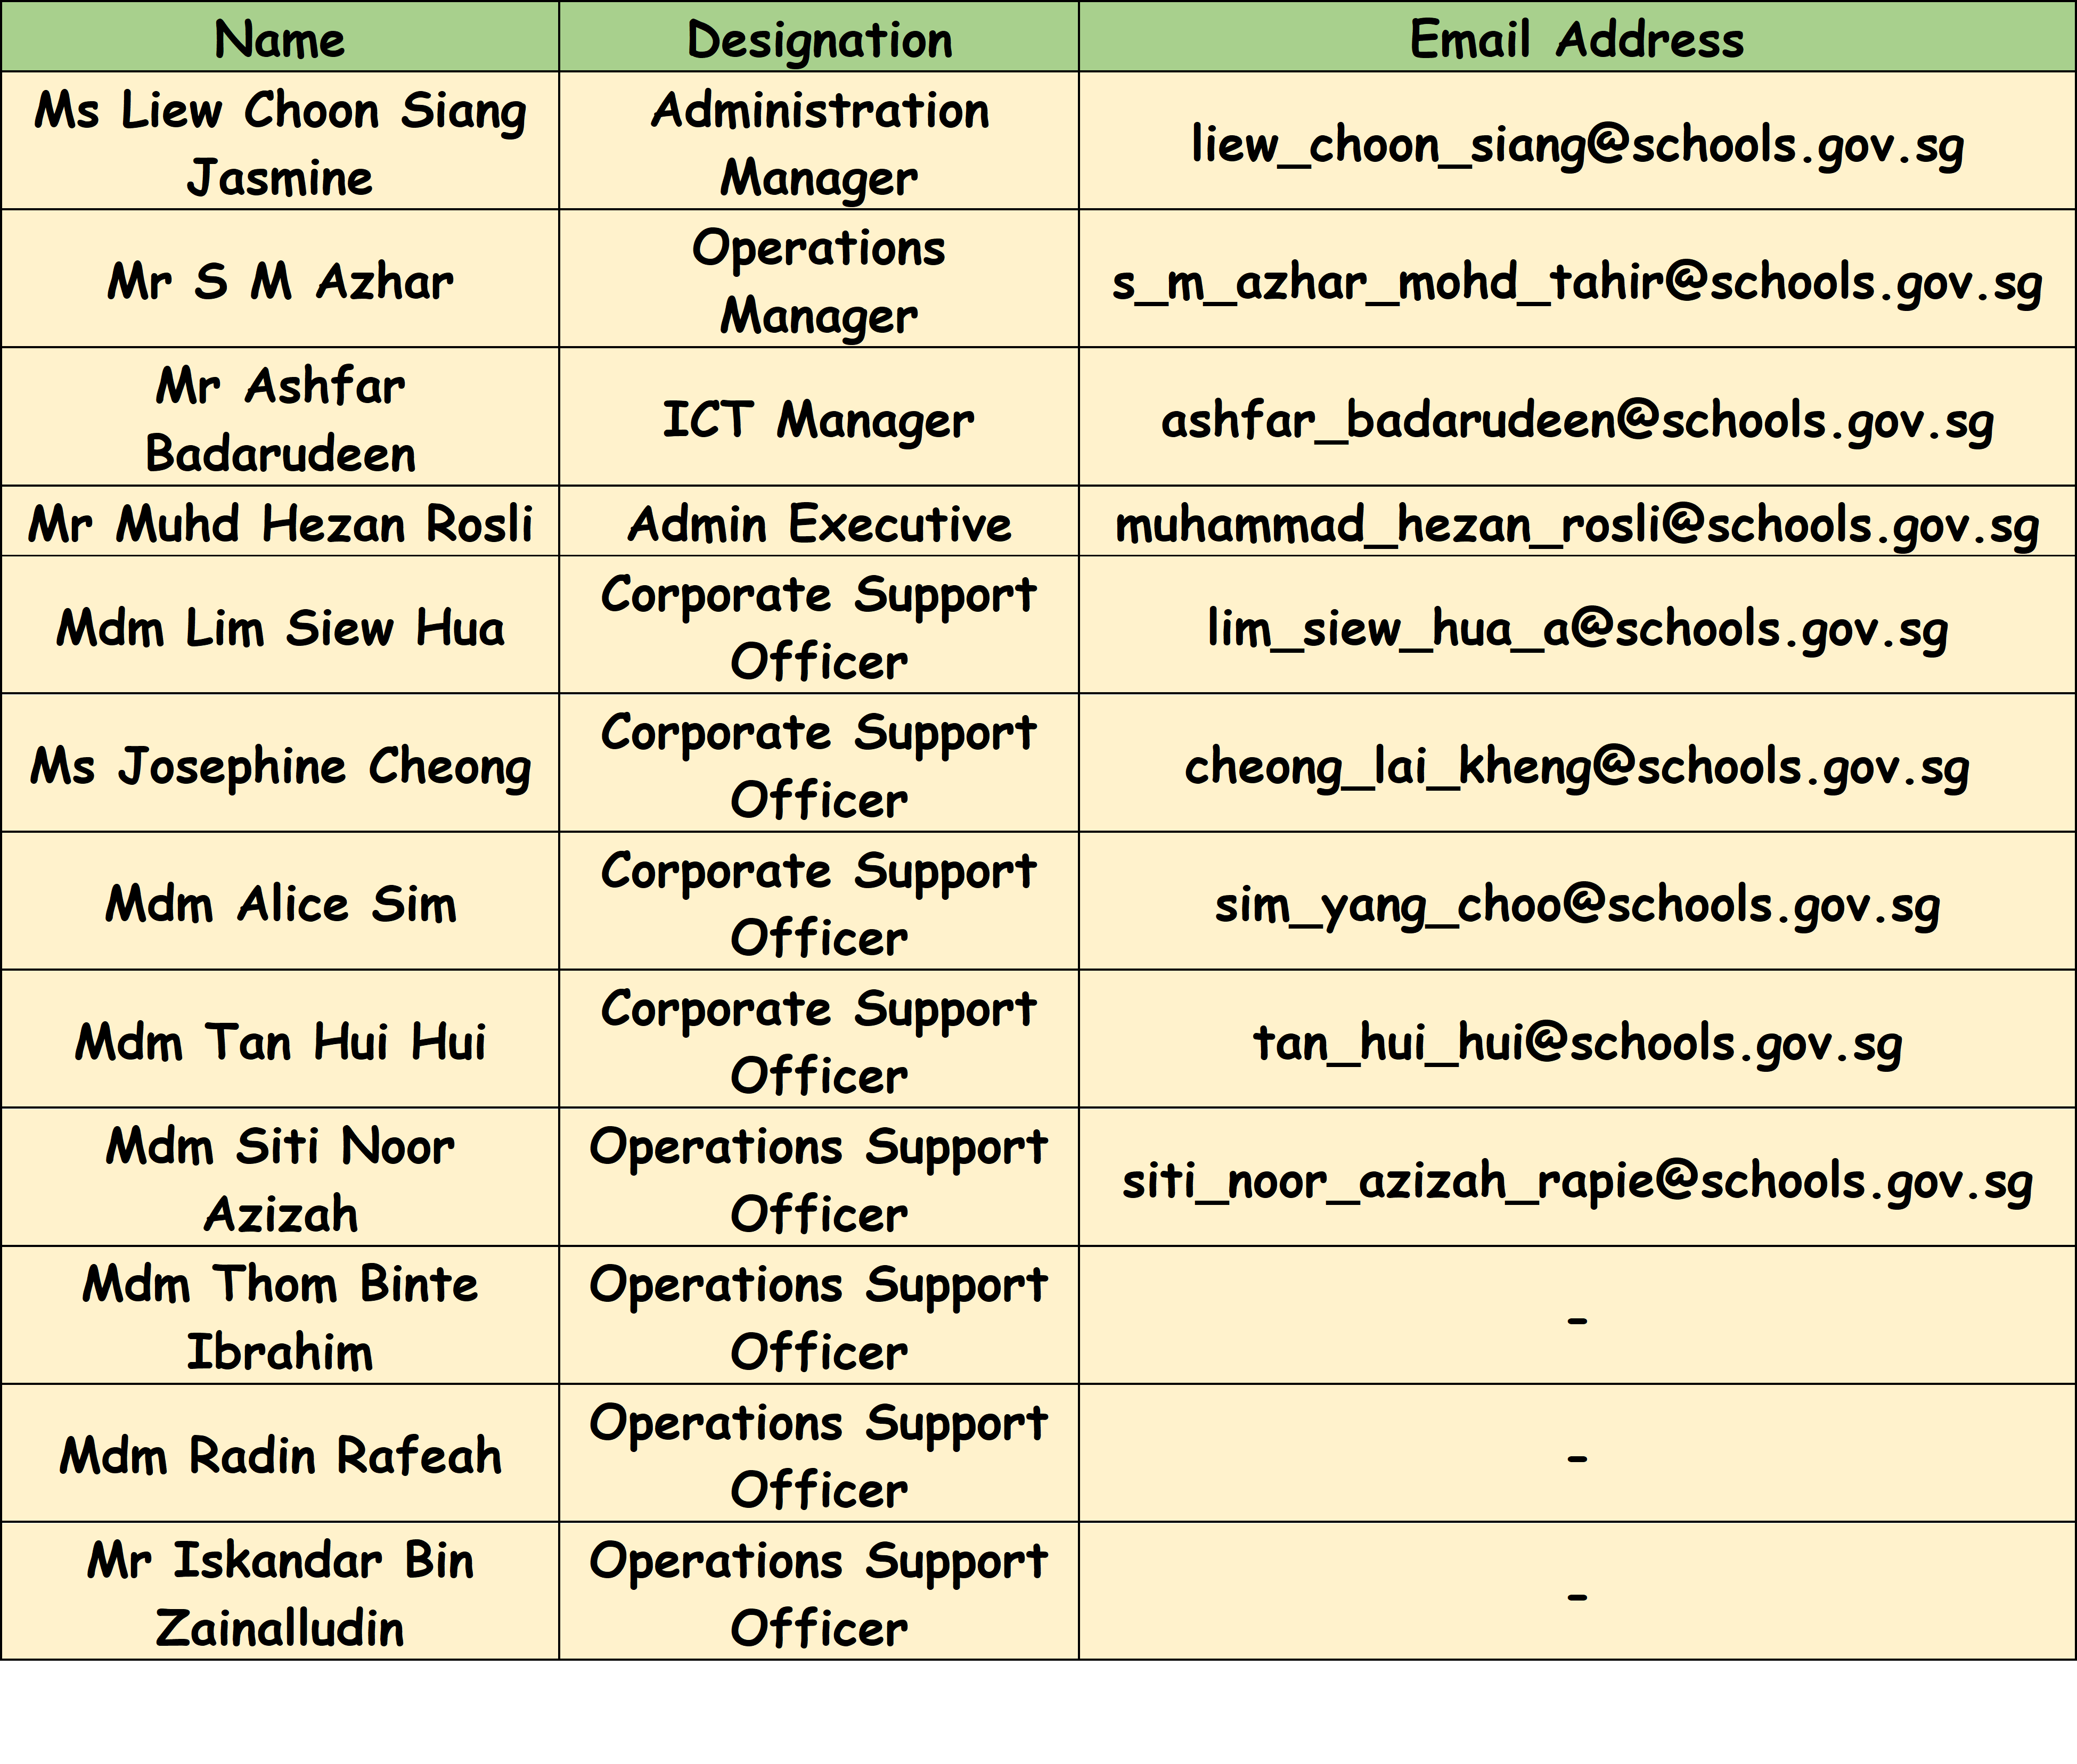 Name Designation Email Address
Ms Liew Choon Siang
Jasmine
Administration
Manager
liew_choon_siang@schools.gov.sg
Mr S M Azhar
Operations
Manager
s_m_azhar_mohd_tahir@schools.gov.sg
Mr Ashfar
Badarudeen
ICT Manager
ashfar_badarudeen@schools.gov.sg
Mr Muhd Hezan Rosli
Admin Executive
muhammad_hezan_rosli@schools.gov.sg
Mdm Lim Siew Hua
Corporate Support
Officer
lim_siew_hua_a@schools.gov.sg
Ms Josephine Cheong
Corporate Support
Officer
cheong_lai_kheng@schools.gov.sg
Mdm Alice Sim
Corporate Support
Officer
sim_yang_choo@schools.gov.sg
Mdm Tan Hui Hui
Corporate Support
Officer
tan_hui_hui@schools.gov.sg
Mdm Siti Noor
Azizah
Operations Support
Officer
siti_noor_azizah_rapie@schools.gov.sg
Mdm Thom Binte
Ibrahim
Operations Support
Officer
-
Mdm Radin Rafeah
Operations Support
Officer
-
Mr Iskandar Bin
Zainalludin
Operations Support
Officer
-